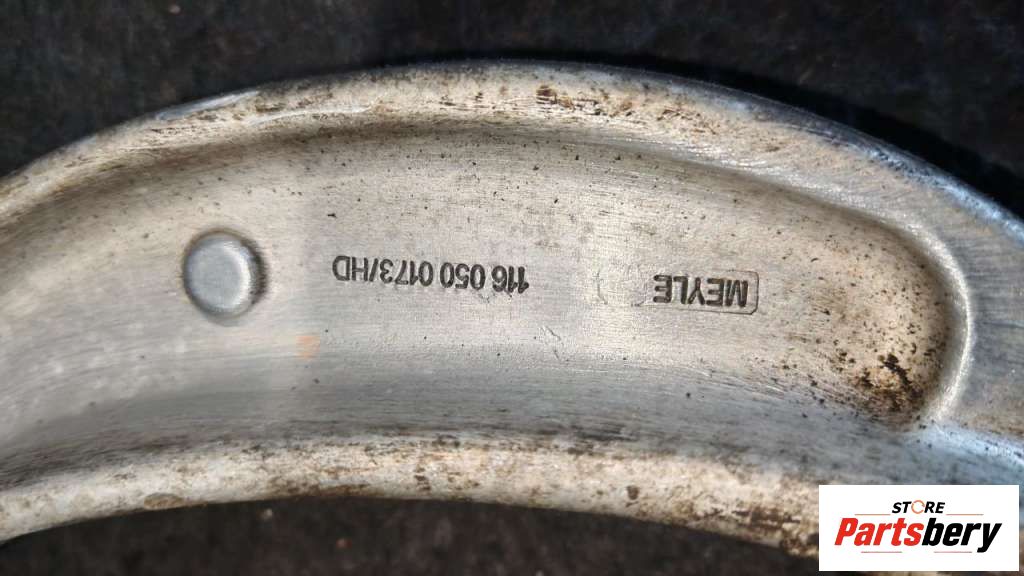 MEYLE 116 050 0173/HD
STORE
Partsbery